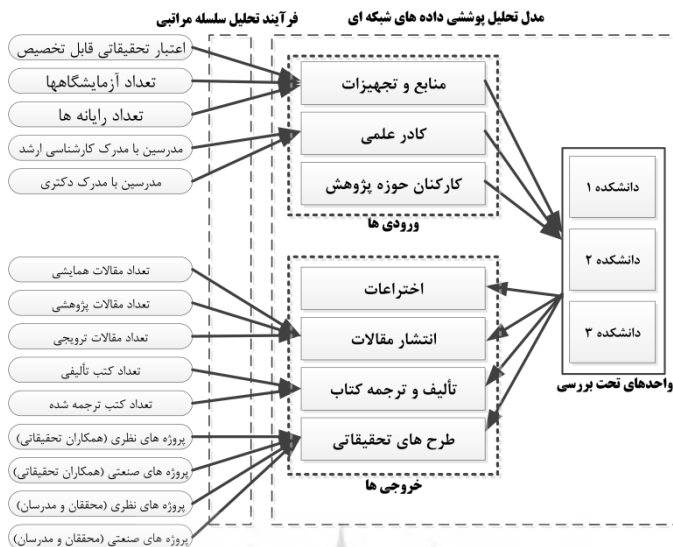 مدل تحلیل پوششی داده های شبکه ای
فرآیند تحلیل سلسله مراتبی
اعتبار تحقیقاتی قابل تخصیص
تعداد آزمایشگاهها
تعداد رایانه ها
مدرسین با مدرک کارشناسی ارشد
مدرسین با مدرک دکتری
منابع و تجهیزات
کادر علمی
کارکنان حوزه پژوهش
ورودی ها
دانشکده ۱
دانشکده ۲
دانشکده ۳
واحدهای تحت بررسی
تعداد مقالات همایشی
تعداد مقالات پژوهشی
تعداد مقالات ترویجی
تعداد کتب تألیفی
تعداد کتب ترجمه شده
پروژه های نظری (همکاران تحقیقاتی)
پروژه های صنعتی (همکاران تحقیقاتی)
پروژه های نظری (محققان و مدرسان)
پروژه های صنعتی (محققان و مدرسان)
اختراعات
انتشار مقالات
تألیف و ترجمه کتاب
طرح های تحقیقاتی
خروجی ها